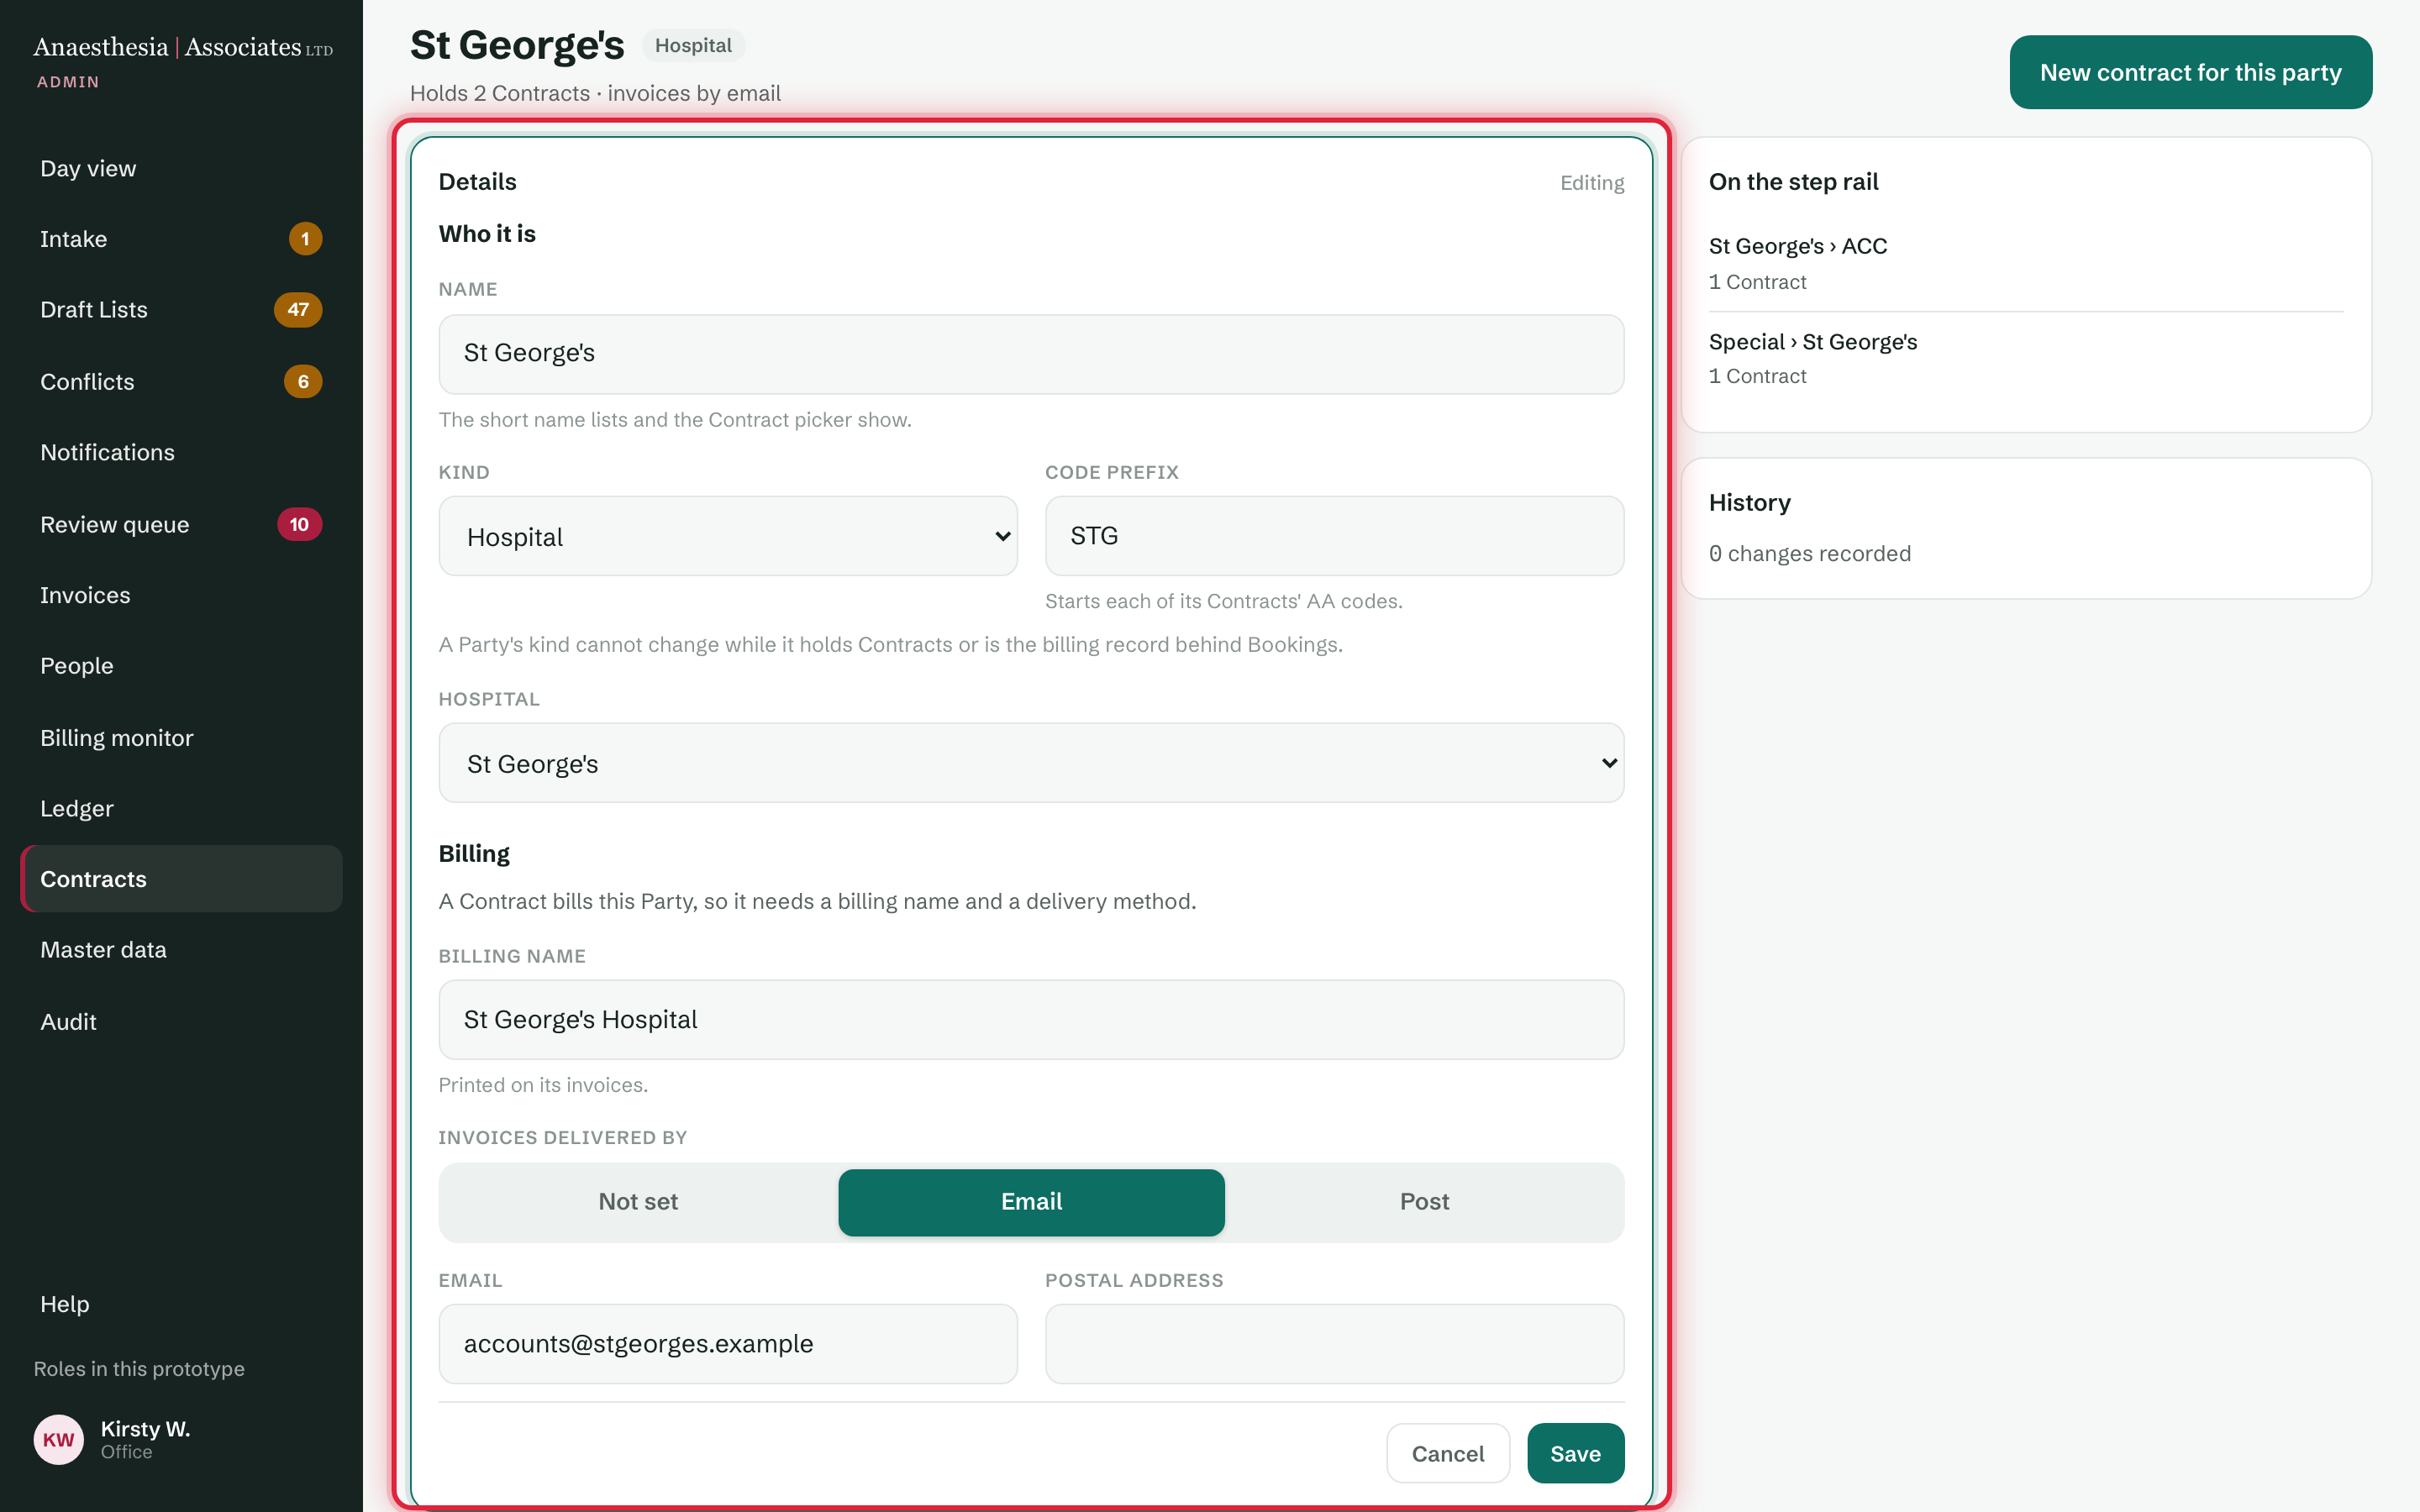 Anaesthesia | Associates LTD
ADMIN
Day view
Intake 1
Draft Lists 47
Conflicts 6
Notifications
Review queue 10
Invoices
People
Billing monitor
Ledger
Contracts
Master data
Audit
Help
Roles in this prototype
KW Kirsty W.
Office
St George's Hospital
Holds 2 Contracts · invoices by email
New contract for this party
Details Editing
Who it is
NAME
St George's
The short name lists and the Contract picker show.
KIND CODE PREFIX
Hospital STG
Starts each of its Contracts' AA codes.
A Party's kind cannot change while it holds Contracts or is the billing record behind Bookings.
HOSPITAL
St George's
Billing
A Contract bills this Party, so it needs a billing name and a delivery method.
BILLING NAME
St George's Hospital
Printed on its invoices.
INVOICES DELIVERED BY
Not set Email Post
EMAIL POSTAL ADDRESS
accounts@stgeorges.example
Cancel Save
On the step rail
St George's › ACC
1 Contract
Special › St George's
1 Contract
History
0 changes recorded